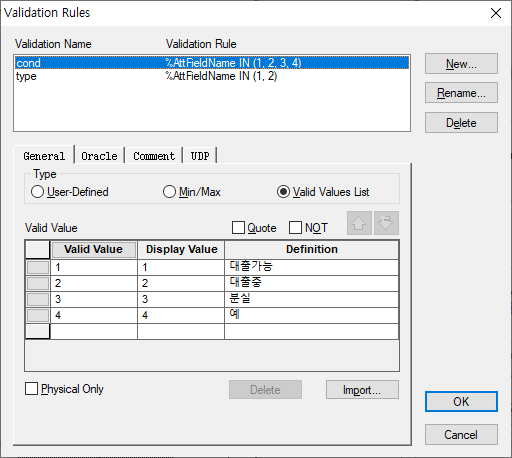 Validation Rules
Validation Name Validation Rule
cond %AttFieldName IN (1, 2, 3, 4)
type %AttFieldName IN (1, 2)
New...
Rename...
Delete
General Oracle Comment UDP
Type
User-Defined Min/Max Valid Values List
Valid Value Quote NOT
Valid Value Display Value Definition
1 1 대출가능
2 2 대출중
3 3 분실
4 4 예
Physical Only Delete Import...
OK
Cancel